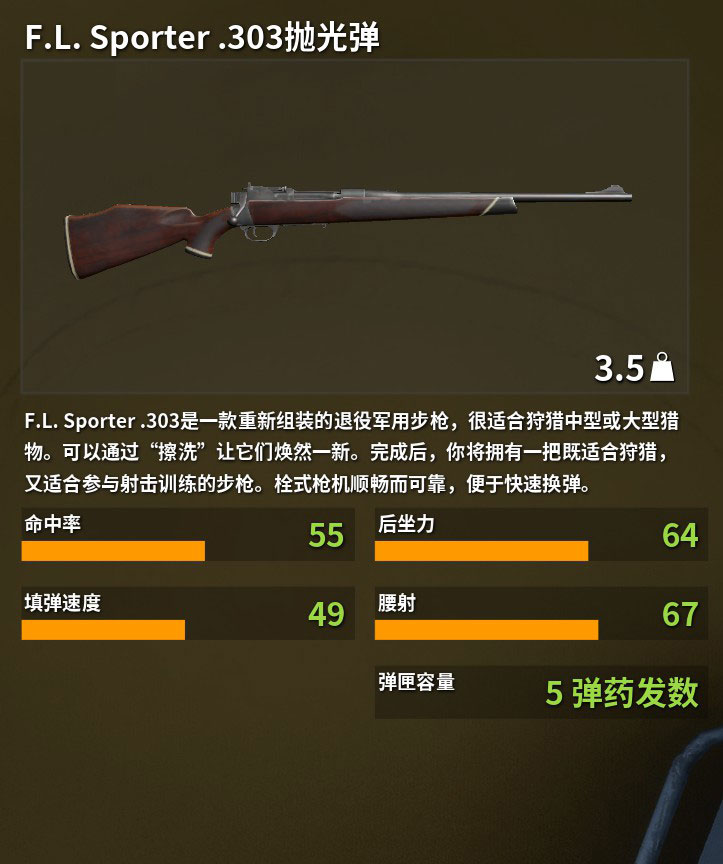 F.L. Sporter .303抛光弹
3.5
F.L. Sporter .303是一款重新组装的退役军用步枪，很适合狩猎中型或大型猎
物。可以通过“擦洗”让它们焕然一新。完成后，你将拥有一把既适合狩猎，
又适合参与射击训练的步枪。栓式枪机顺畅而可靠，便于快速换弹。
命中率 55
后坐力 64
填弹速度 49
腰射 67
弹匣容量 5 弹药发数